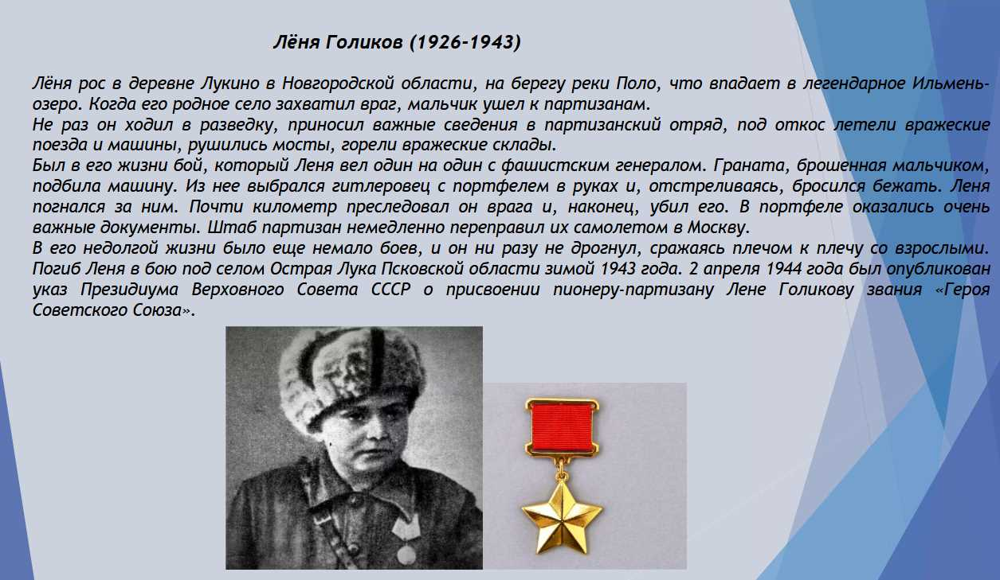 Лёня Голиков (1926-1943)
Лёня рос в деревне Лукино в Новгородской области, на берегу реки Поло, что впадает в легендарное Ильмень-
озеро. Когда его родное село захватил враг, мальчик ушел к партизанам.
Не раз он ходил в разведку, приносил важные сведения в партизанский отряд, под откос летели вражеские
поезда и машины, рушились мосты, горели вражеские склады.
Был в его жизни бой, который Леня вел один на один с фашистским генералом. Граната, брошенная мальчиком,
подбила машину. Из нее выбрался гитлеровец с портфелем в руках и, отстреливаясь, бросился бежать. Леня
погнался за ним. Почти километр преследовал он врага и, наконец, убил его. В портфеле оказались очень
важные документы. Штаб партизан немедленно переправил их самолетом в Москву.
В его недолгой жизни было еще немало боев, и он ни разу не дрогнул, сражаясь плечом к плечу со взрослыми.
Погиб Леня в бою под селом Острая Лука Псковской области зимой 1943 года. 2 апреля 1944 года был опубликован
указ Президиума Верховного Совета СССР о присвоении пионеру-партизану Лене Голикову звания «Героя
Советского Союза».